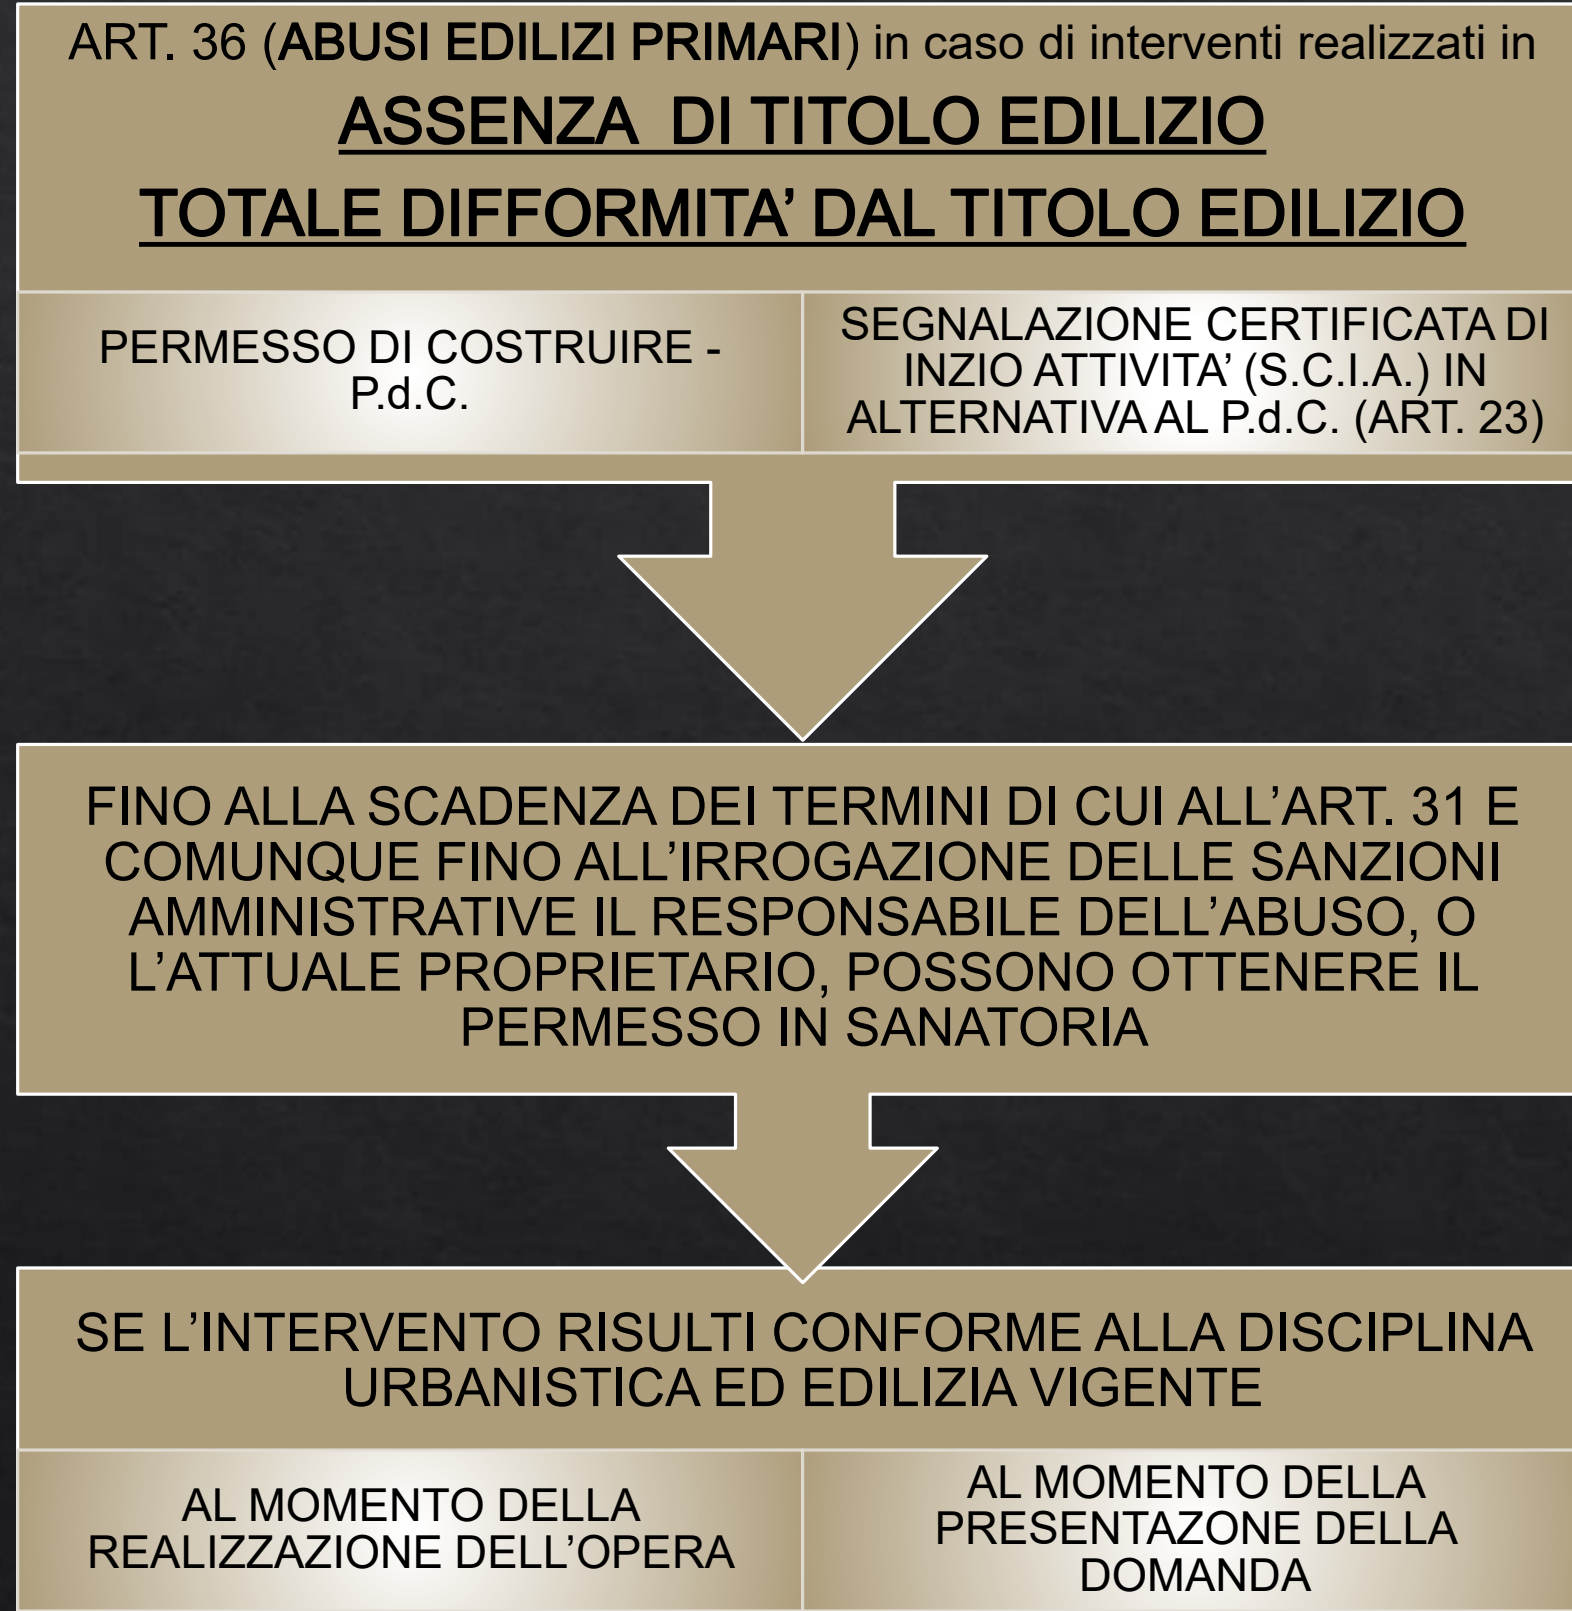 ART. 36 (ABUSI EDILIZI PRIMARI) in caso di interventi realizzati in
ASSENZA DI TITOLO EDILIZIO
TOTALE DIFFORMITA’ DAL TITOLO EDILIZIO
PERMESSO DI COSTRUIRE -
P.d.C.
SEGNALAZIONE CERTIFICATA DI
INZIO ATTIVITA’ (S.C.I.A.) IN
ALTERNATIVA AL P.d.C. (ART. 23)
FINO ALLA SCADENZA DEI TERMINI DI CUI ALL’ART. 31 E
COMUNQUE FINO ALL’IRROGAZIONE DELLE SANZIONI
AMMINISTRATIVE IL RESPONSABILE DELL’ABUSO, O
L’ATTUALE PROPRIETARIO, POSSONO OTTENERE IL
PERMESSO IN SANATORIA
SE L’INTERVENTO RISULTI CONFORME ALLA DISCIPLINA
URBANISTICA ED EDILIZIA VIGENTE
AL MOMENTO DELLA
REALIZZAZIONE DELL’OPERA
AL MOMENTO DELLA
PRESENTAZONE DELLA
DOMANDA